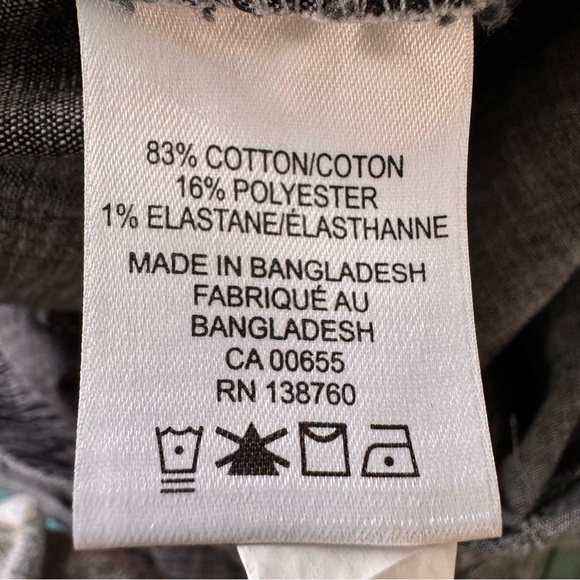 83% COTTON/COTON
16% POLYESTER
1% ELASTANE/ÉLASTHANNE
MADE IN BANGLADESH
FABRIQUÉ AU
BANGLADESH
CA 00655
RN 138760